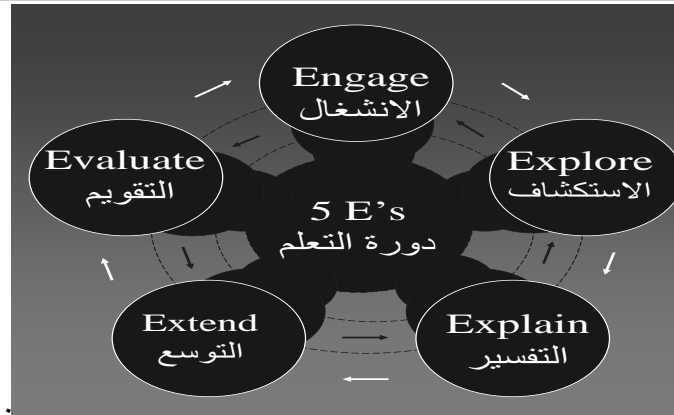 Engage
الانشغال
Evaluate
التقويم
Explore
الاستكشاف
5 E's
دورة التعلم
Extend
التوسع
Explain
التفسير